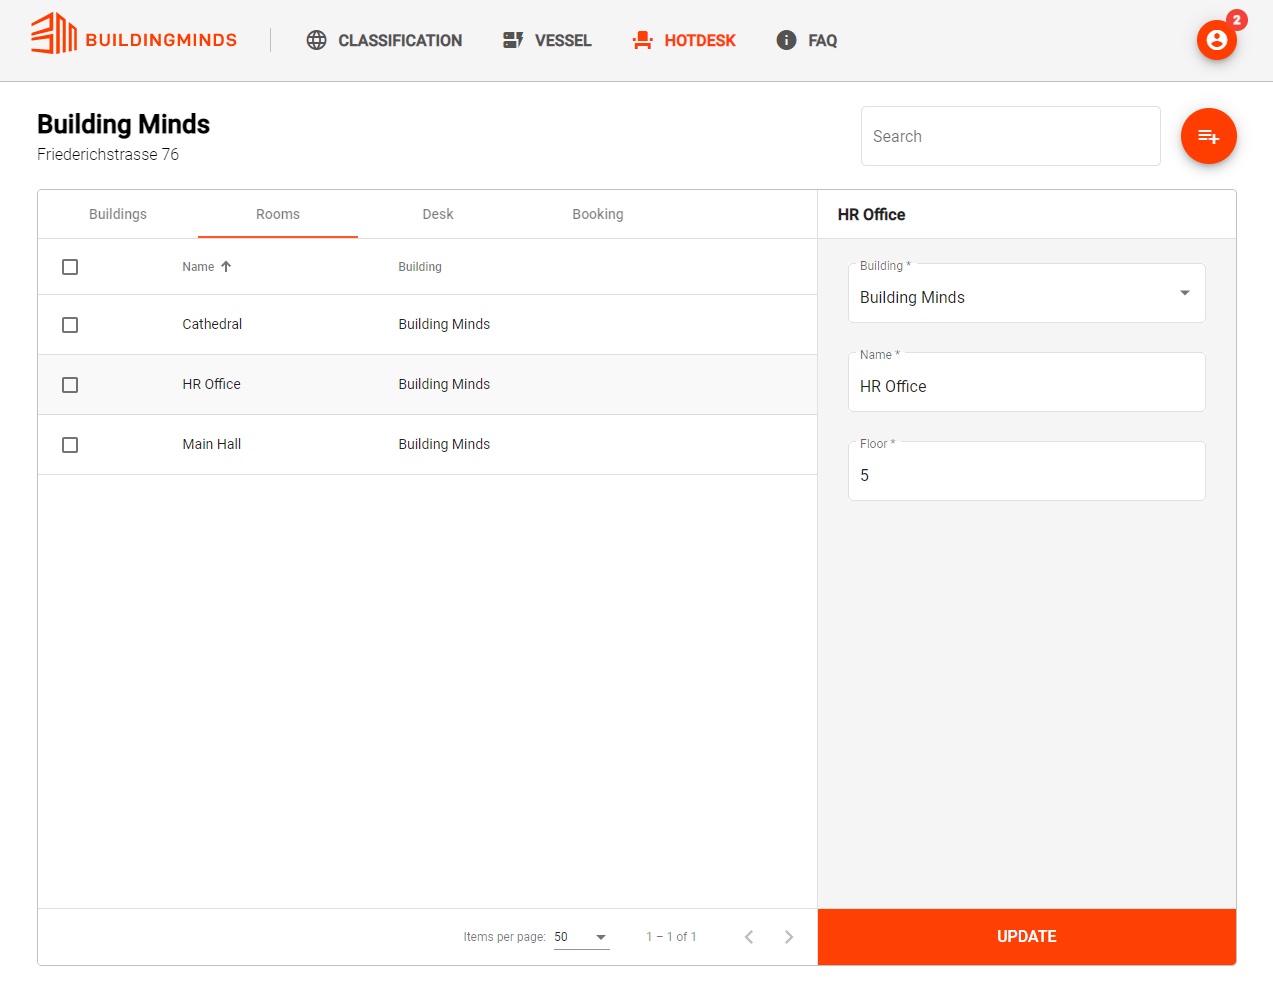 BUILDINGMINDS
CLASSIFICATION
VESSEL
HOTDESK
FAQ
2
Building Minds
Friederichstrasse 76
Search
Buildings
Rooms
Desk
Booking
HR Office
Name
Building
Cathedral
Building Minds
HR Office
Building Minds
Main Hall
Building Minds
Building *
Building Minds
Name *
HR Office
Floor *
5
Items per page: 50
1 – 1 of 1
UPDATE